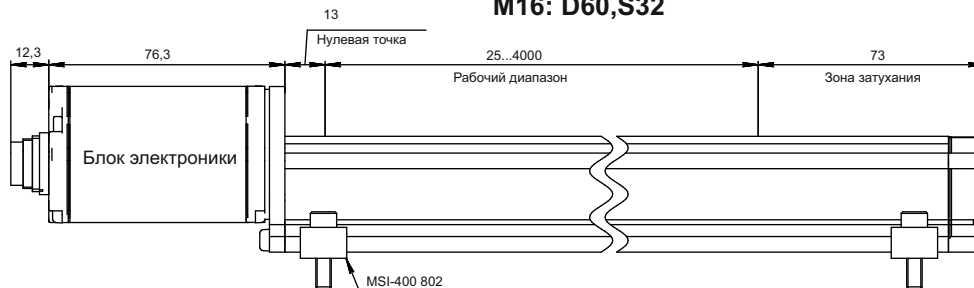 M16: D60,S32
13
Нулевая точка
12,3
76,3
25...4000
73
Рабочий диапазон
Зона затухания
Блок электроники
MSI-400 802